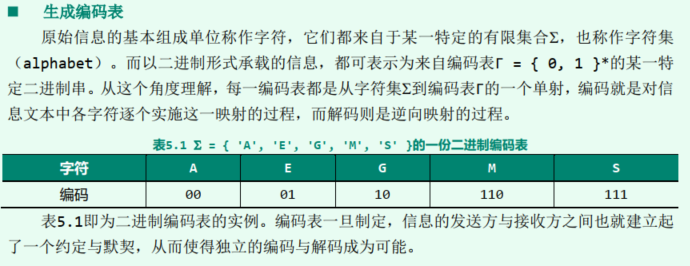 ■ 生成编码表
原始信息的基本组成单位称作字符，它们都来自于某一特定的有限集合Σ，也称作字符集
（alphabet）。而以二进制形式承载的信息，都可表示为来自编码表Γ = { 0, 1 }*的某一特
定二进制串。从这个角度理解，每一编码表都是从字符集Σ到编码表Γ的一个单射，编码就是对信
息文本中各字符逐个实施这一映射的过程，而解码则是逆向映射的过程。
表5.1 Σ = { 'A', 'E', 'G', 'M', 'S' }的一份二进制编码表
字符 A E G M S
编码 00 01 10 110 111
表5.1即为二进制编码表的实例。编码表一旦制定，信息的发送方与接收方之间也就建立起
了一个约定与默契，从而使得独立的编码与解码成为可能。